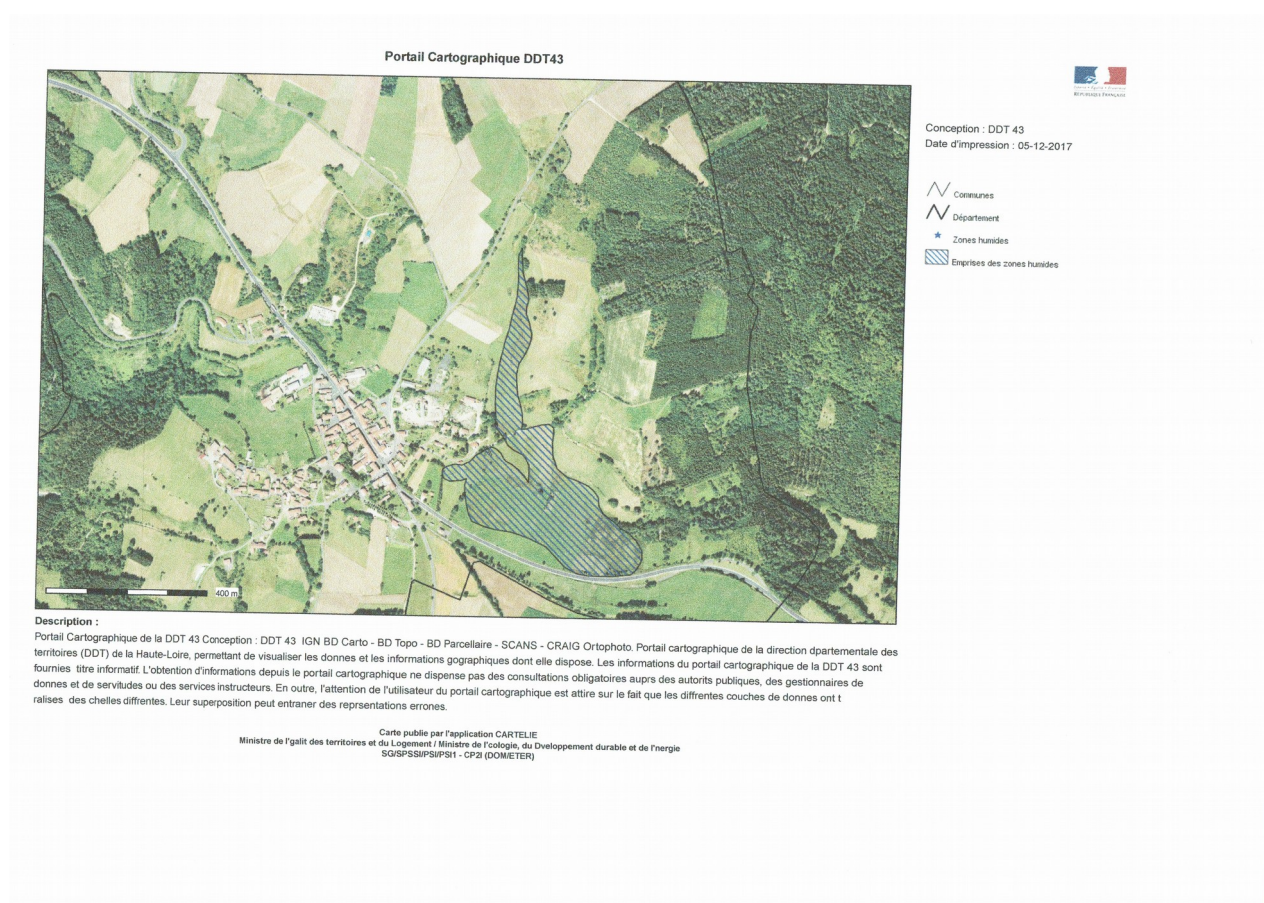 Portail Cartographique DDT43
RÉPUBLIQUE FRANÇAISE
Conception : DDT 43
Date d'impression : 05-12-2017
Communes
Département
Zones humides
Emprises des zones humides
400 m
Description :
Portail Cartographique de la DDT 43 Conception : DDT 43 IGN BD Carto - BD Topo - BD Parcellaire - SCANS - CRAIG Ortophoto. Portail cartographique de la direction dpartementale des
territoires (DDT) de la Haute-Loire, permettant de visualiser les donnes et les informations gographiques dont elle dispose. Les informations du portail cartographique de la DDT 43 sont
fournies titre informatif. L'obtention d'informations depuis le portail cartographique ne dispense pas des consultations obligatoires auprs des autorits publiques, des gestionnaires de
donnes et de servitudes ou des services instructeurs. En outre, l'attention de l'utilisateur du portail cartographique est attire sur le fait que les diffrentes couches de donnes ont t
ralises des chelles diffrentes. Leur superposition peut entraner des reprsentations errones.
Carte publie par l'application CARTELIE
Ministre de l'galit des territoires et du Logement / Ministre de l'cologie, du Dveloppement durable et de l'nergie
SG/SPSSI/PSI/PSI1 - CP2I (DOM/ETER)